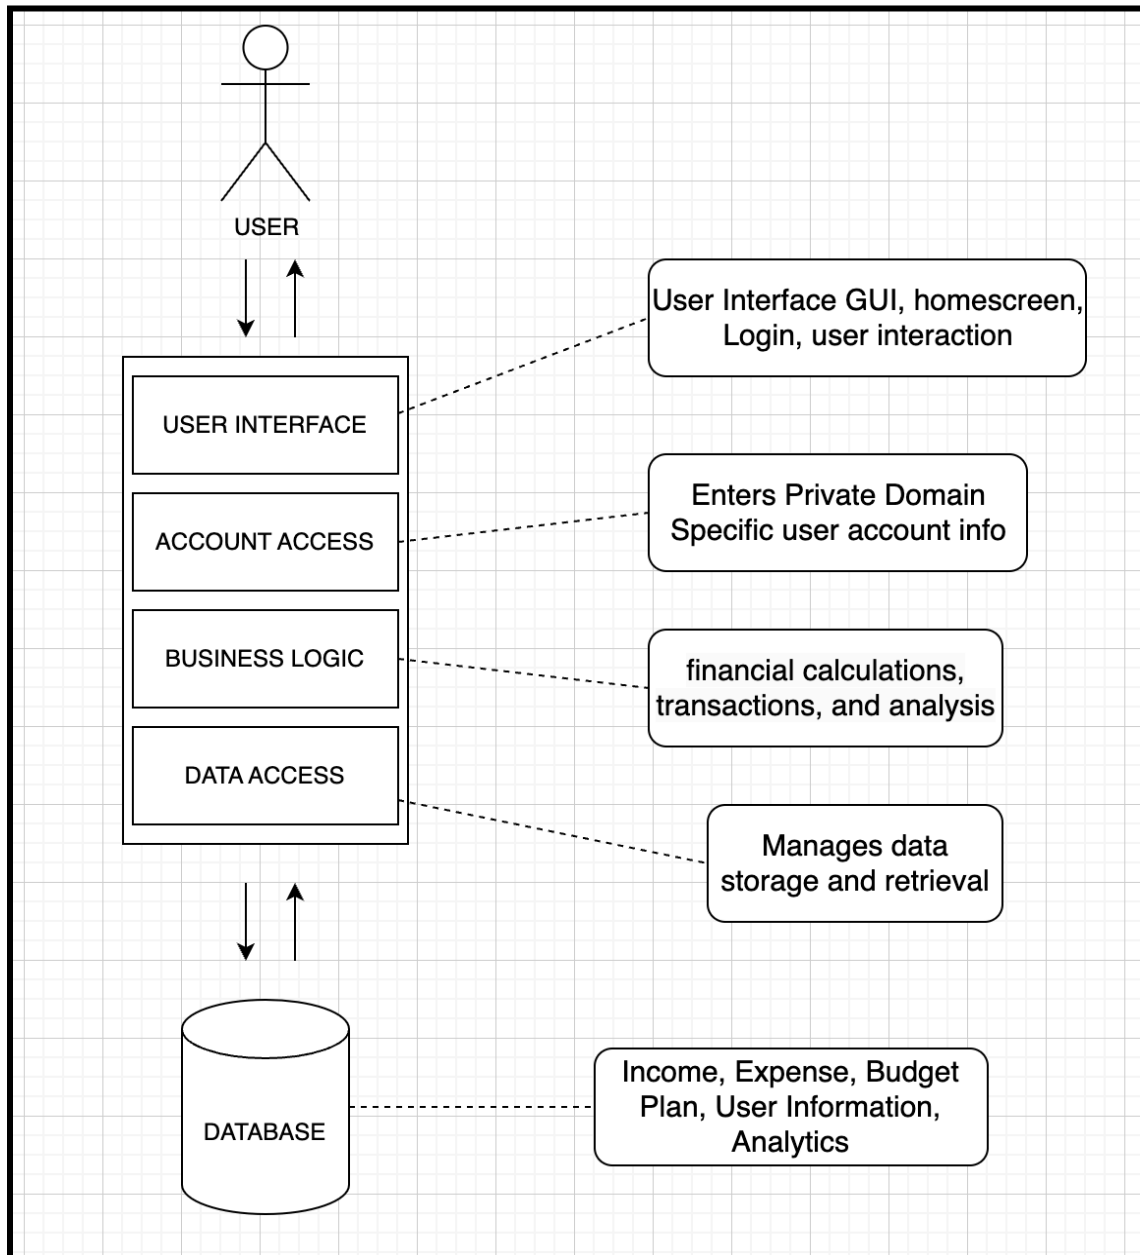 USER
User Interface GUI, homescreen,
Login, user interaction
USER INTERFACE
Enters Private Domain
Specific user account info
ACCOUNT ACCESS
financial calculations,
transactions, and analysis
BUSINESS LOGIC
DATA ACCESS
Manages data
storage and retrieval
Income, Expense, Budget
Plan, User Information,
Analytics
DATABASE